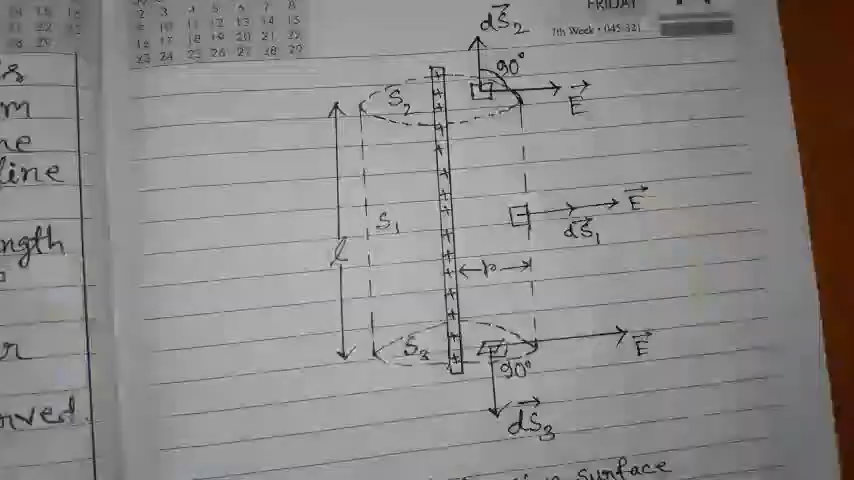 2 3 4 5 6 7 8
9 10 11 12 13 14 15
16 17 18 19 20 21 22
23 24 25 26 27 28 29
FRIDAY
7th Week • 045-321
is
m
ne
line
ngth
r
rved.
dS₂
90°
S₂
E
S₁
E
dS₁
l
r
S₃
E
90°
dS₃
surface